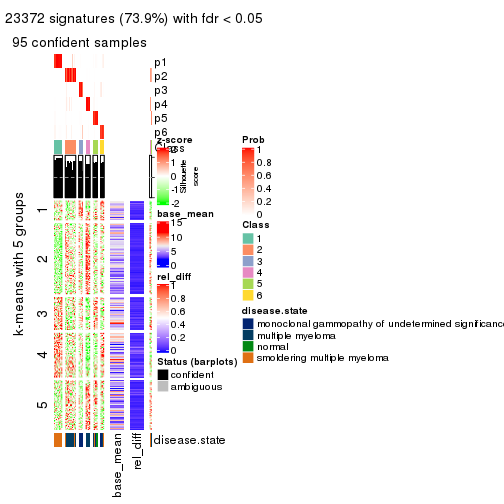 23372 signatures (73.9%) with fdr < 0.05
95 confident samples
p1
p2
p3
p4
p5
p6
Class
z-score
2
1
0
-1
-2
Silhouette score
base_mean
15
10
5
0
rel_diff
1
0.8
0.6
0.4
0.2
0
Status (barplots)
confident
ambiguous
Prob
1
0.8
0.6
0.4
0.2
0
Class
1
2
3
4
5
6
disease.state
monoclonal gammopathy of undetermined significance
multiple myeloma
normal
smoldering multiple myeloma
k-means with 5 groups
1
2
3
4
5
disease.state
base_mean
rel_diff